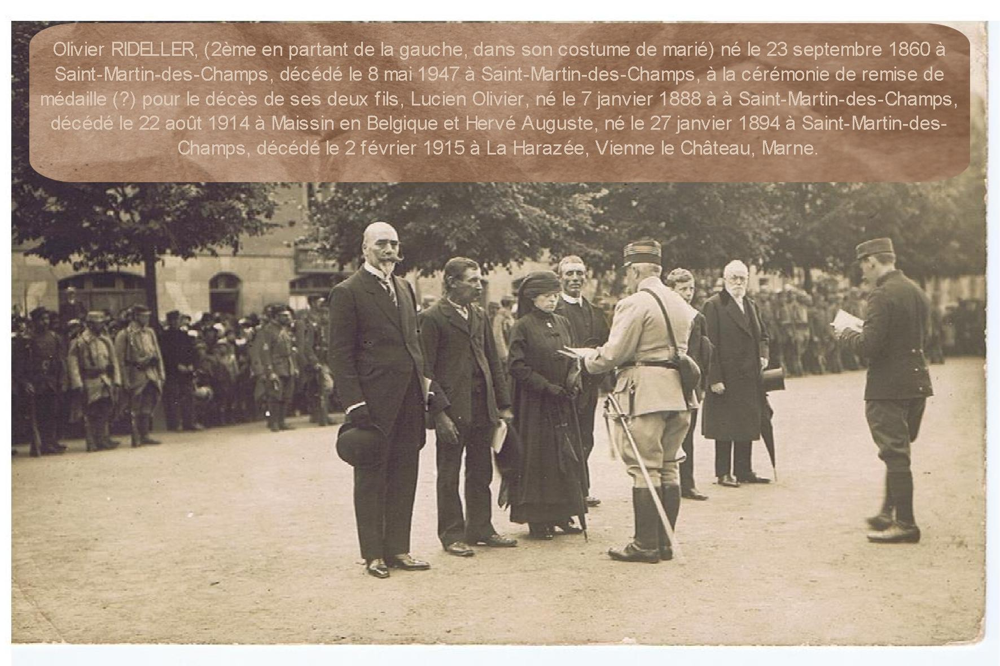 Olivier RIDELLER, (2ème en partant de la gauche, dans son costume de marié) né le 23 septembre 1860 à
Saint-Martin-des-Champs, décédé le 8 mai 1947 à Saint-Martin-des-Champs, à la cérémonie de remise de
médaille (?) pour le décès de ses deux fils, Lucien Olivier, né le 7 janvier 1888 à à Saint-Martin-des-Champs,
décédé le 22 août 1914 à Maissin en Belgique et Hervé Auguste, né le 27 janvier 1894 à Saint-Martin-des-
Champs, décédé le 2 février 1915 à La Harazée, Vienne le Château, Marne.